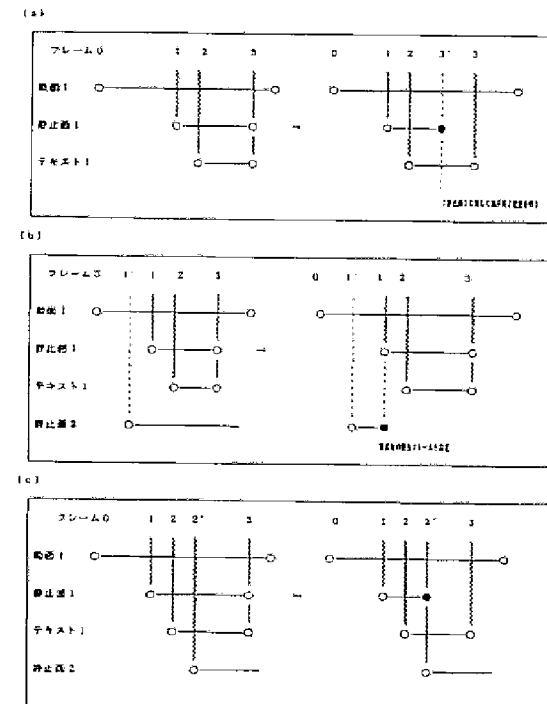 (a)
フレーム0 1 2 3 0 1 2 3' 3
動画1
静止画1 →
テキスト1
(b)
フレーム0 1' 1 2 3 0 1' 1 2 3
動画1
静止画1 →
テキスト1
静止画2
(c)
フレーム0 1 2 2' 3 0 1 2 2' 3
動画1
静止画1
テキスト1
静止画2